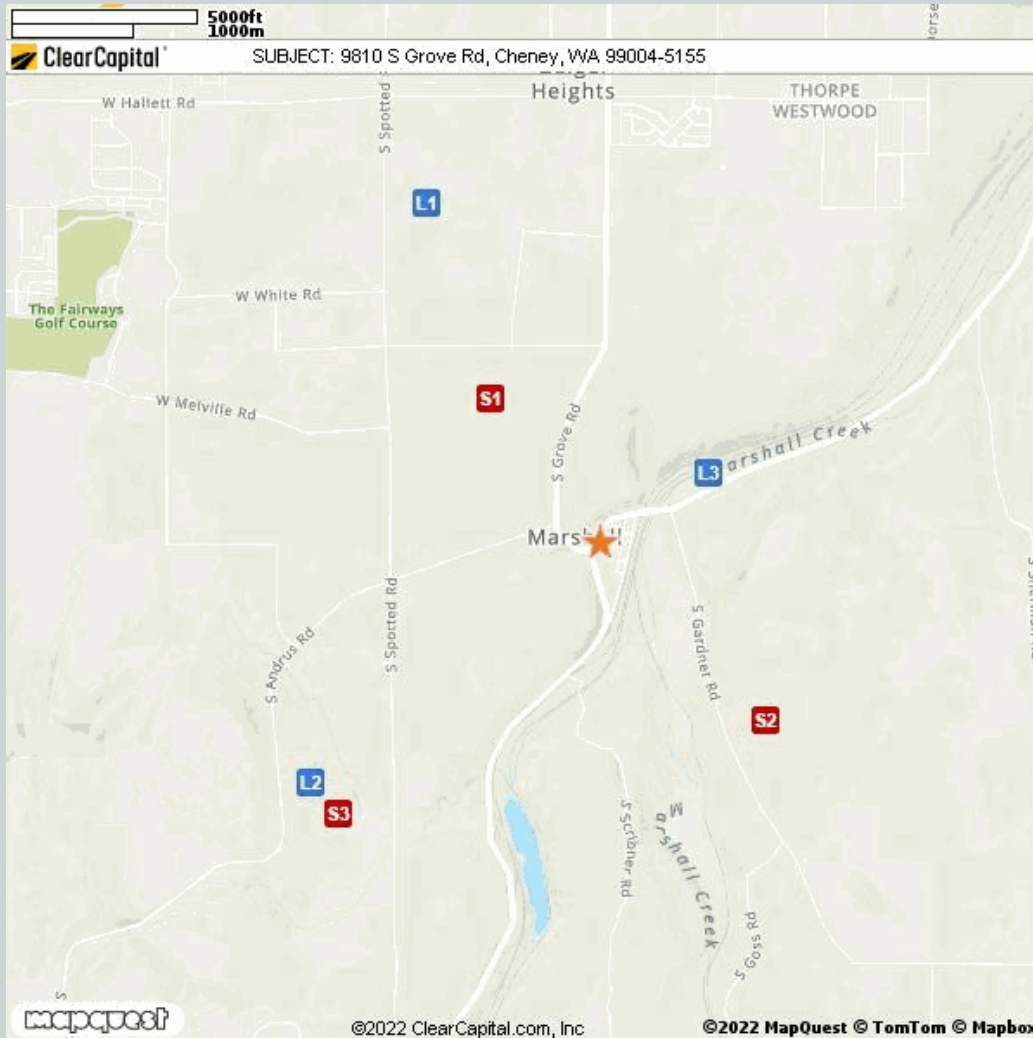 5000ft
1000m
ClearCapital
SUBJECT: 9810 S Grove Rd, Cheney, WA 99004-5155
Heights
W Hallett Rd
THORPE
WESTWOOD
S Spotted
L1
W White Rd
The Fairways
Golf Course
S1
W Melville Rd
S Grove Rd
arshall Creek
L3
Marshall
S Spotted Rd
S Andrus Rd
S Gardner Rd
S2
L2
S3
S Scribner Rd
Marshall Creek
S Goss Rd
S
mapquest
©2022 ClearCapital.com, Inc
©2022 MapQuest © TomTom © Mapbox